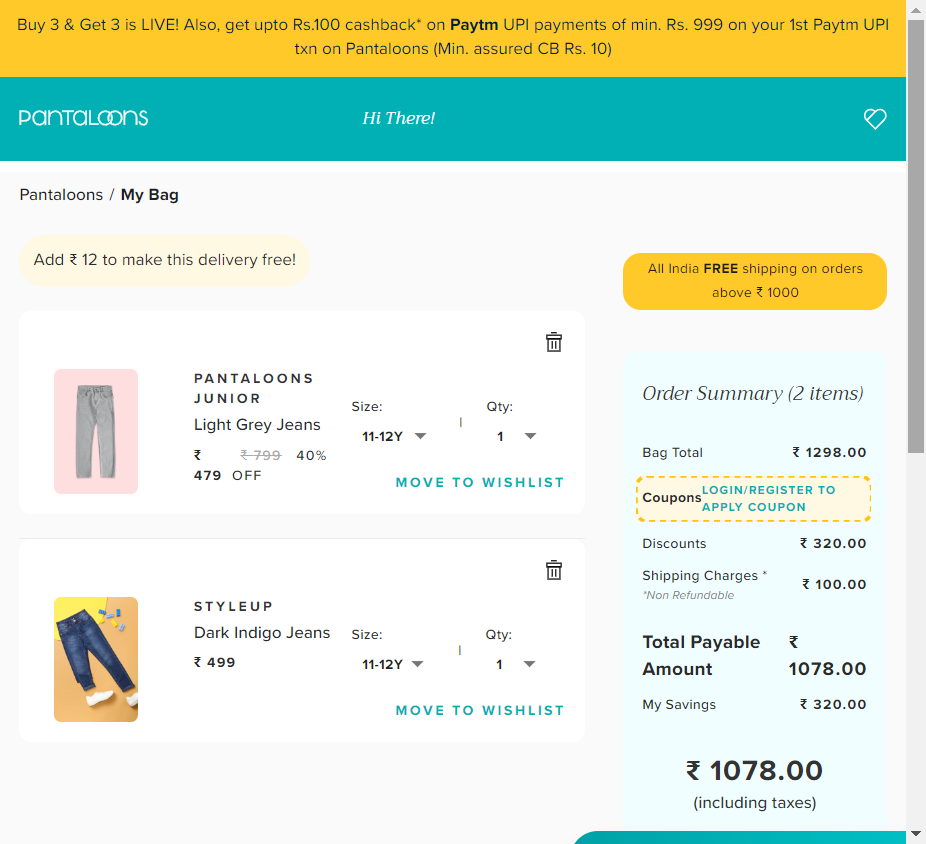 Buy 3 & Get 3 is LIVE! Also, get upto Rs.100 cashback* on Paytm UPI payments of min. Rs. 999 on your 1st Paytm UPI
txn on Pantaloons (Min. assured CB Rs. 10)
PANTALOONS
Hi There!
Pantaloons / My Bag
Add ₹ 12 to make this delivery free!
All India FREE shipping on orders
above ₹ 1000
PANTALOONS
JUNIOR
Light Grey Jeans
₹ 479
₹ 799
40% OFF
Size:
11-12Y
Qty:
1
MOVE TO WISHLIST
STYLEUP
Dark Indigo Jeans
₹ 499
Size:
11-12Y
Qty:
1
MOVE TO WISHLIST
Order Summary (2 items)
Bag Total ₹ 1298.00
Coupons LOGIN/REGISTER TO
APPLY COUPON
Discounts ₹ 320.00
Shipping Charges * ₹ 100.00
*Non Refundable
Total Payable ₹
Amount 1078.00
My Savings ₹ 320.00
₹ 1078.00
(including taxes)